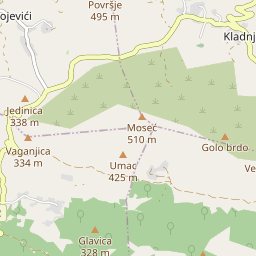 Površje
495 m
ojevići
Kladnj
Jedinica
338 m
Moseć
510 m
Vaganjica
334 m
Golo brdo
Umac
425 m
Ve
Glavica
328 m